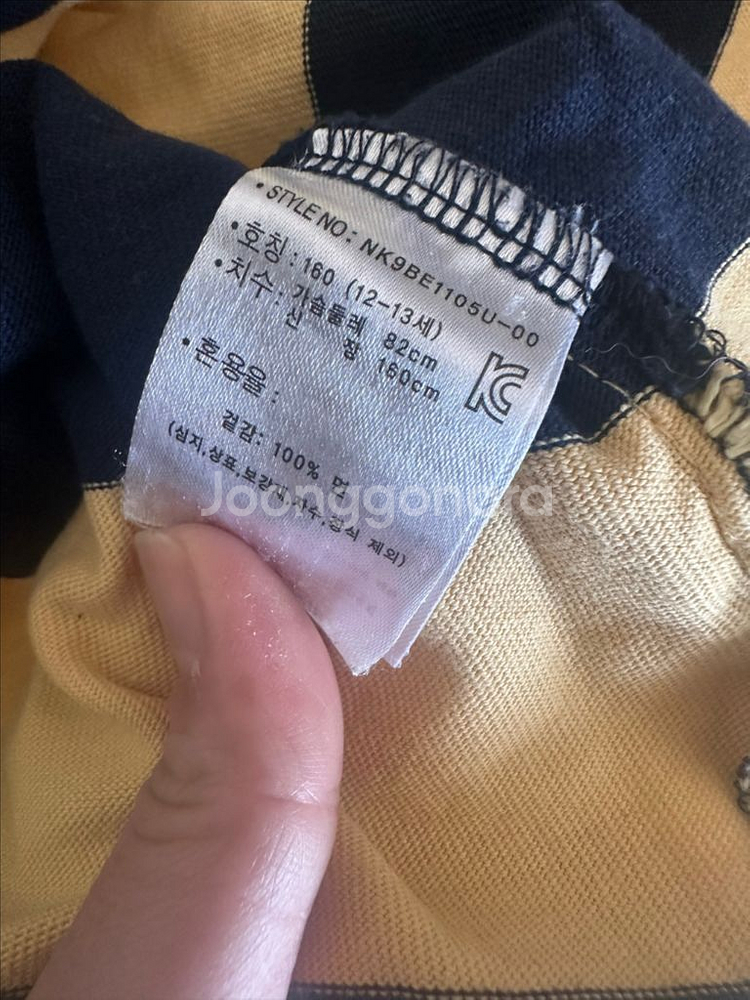 • STYLE NO: NK9BE1105U-00
• 호칭 : 160 (12-13세)
• 치수 : 가슴둘레 82cm
신 장 160cm
• 혼용율 :
겉감: 100% 면
(심지,상표,보강재,자수,장식 제외)
Joonggonara